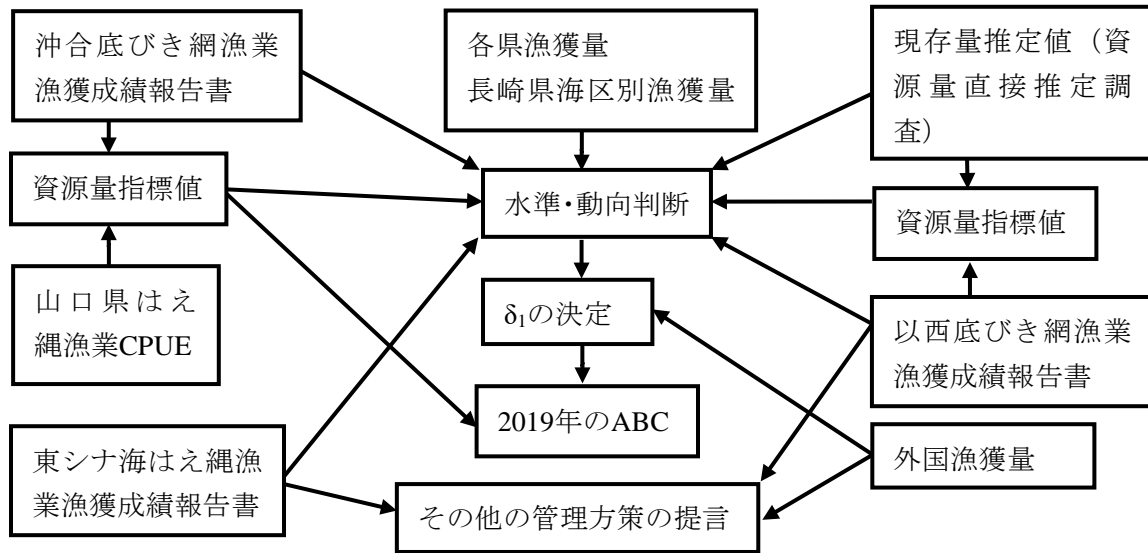 沖合底びき網漁業
漁獲成績報告書
各県漁獲量
長崎県海区別漁獲量
現存量推定値（資
源量直接推定調
査）
資源量指標値
水準・動向判断
資源量指標値
山口県はえ
縄漁業CPUE
δ₁の決定
以西底びき網漁業
漁獲成績報告書
2019年のABC
東シナ海はえ縄漁
業漁獲成績報告書
外国漁獲量
その他の管理方策の提言